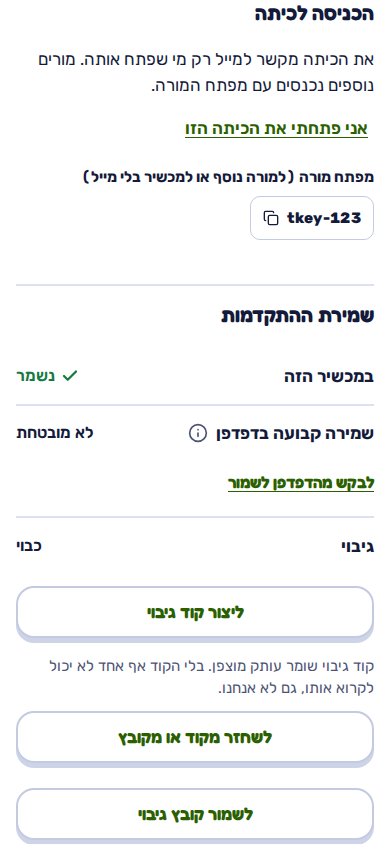 הכניסה לכיתה
את הכיתה מקשר למייל רק מי שפתח אותה. מורים
נוספים נכנסים עם מפתח המורה.
אני פתחתי את הכיתה הזו
מפתח מורה (למורה נוסף או למכשיר בלי מייל)
tkey-123
שמירת ההתקדמות
במכשיר הזה
נשמר
שמירה קבועה בדפדפן
לא מובטחת
לבקש מהדפדפן לשמור
גיבוי
כבוי
ליצור קוד גיבוי
קוד גיבוי שומר עותק מוצפן. בלי הקוד אף אחד לא יכול
לקרוא אותו, גם לא אנחנו.
לשחזר מקוד או מקובץ
לשמור קובץ גיבוי